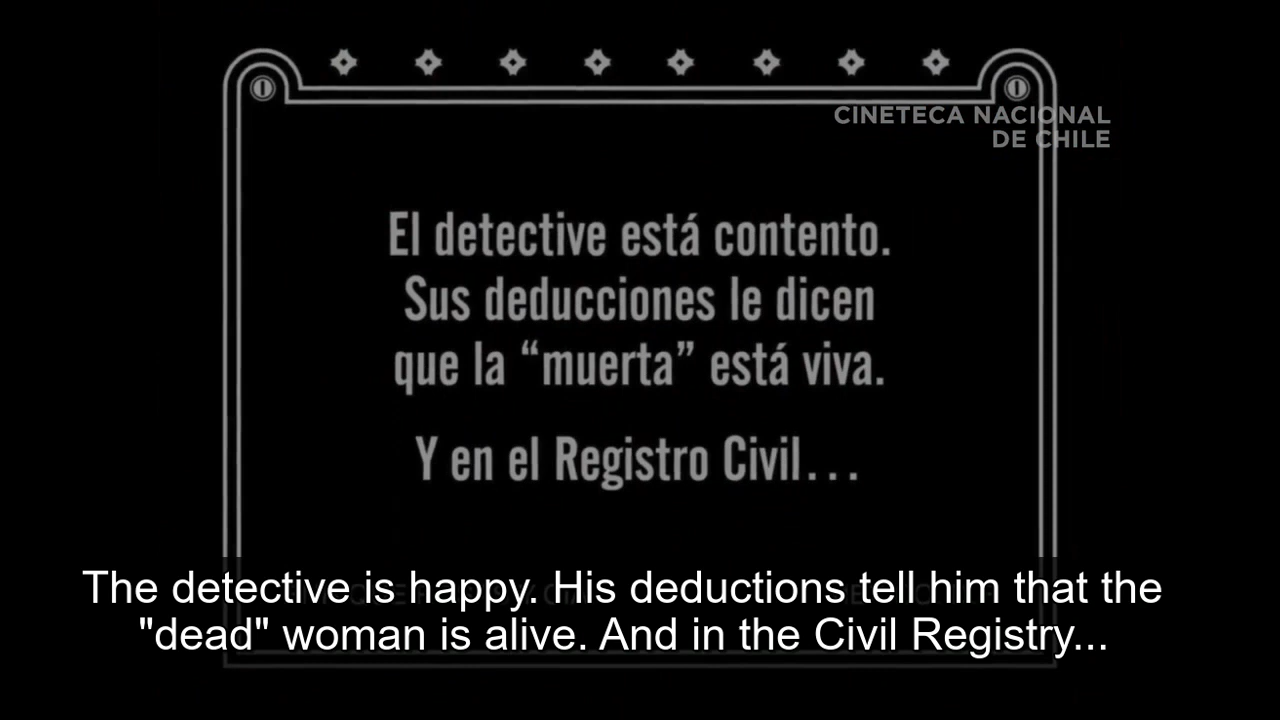 CINETECA NACIONAL
DE CHILE
El detective está contento.
Sus deducciones le dicen
que la “muerta” está viva.
Y en el Registro Civil...
The detective is happy. His deductions tell him that the
"dead" woman is alive. And in the Civil Registry...